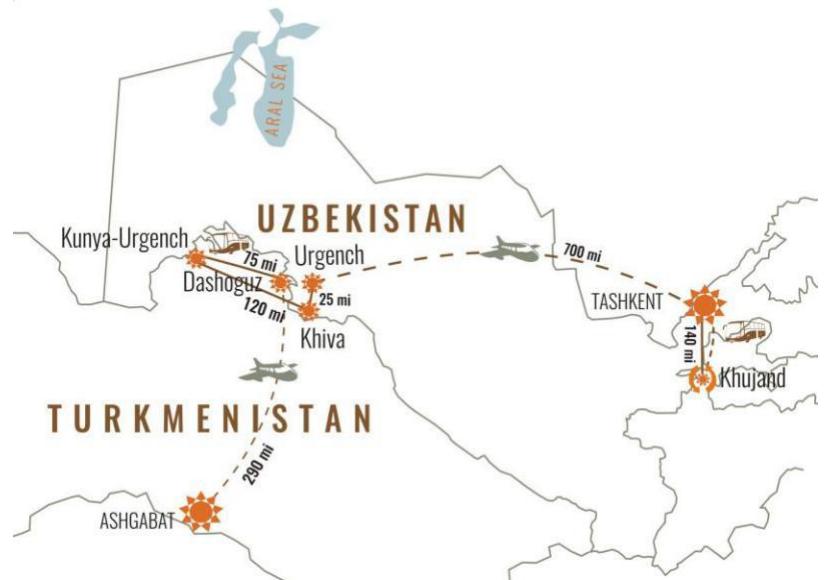 ARAL SEA
UZBEKISTAN
Kunya-Urgench
75 mi
Urgench
700 mi
Dashoguz
120 mi
25 mi
TASHKENT
Khiva
140 mi
Khujand
TURKMENISTAN
290 mi
ASHGABAT